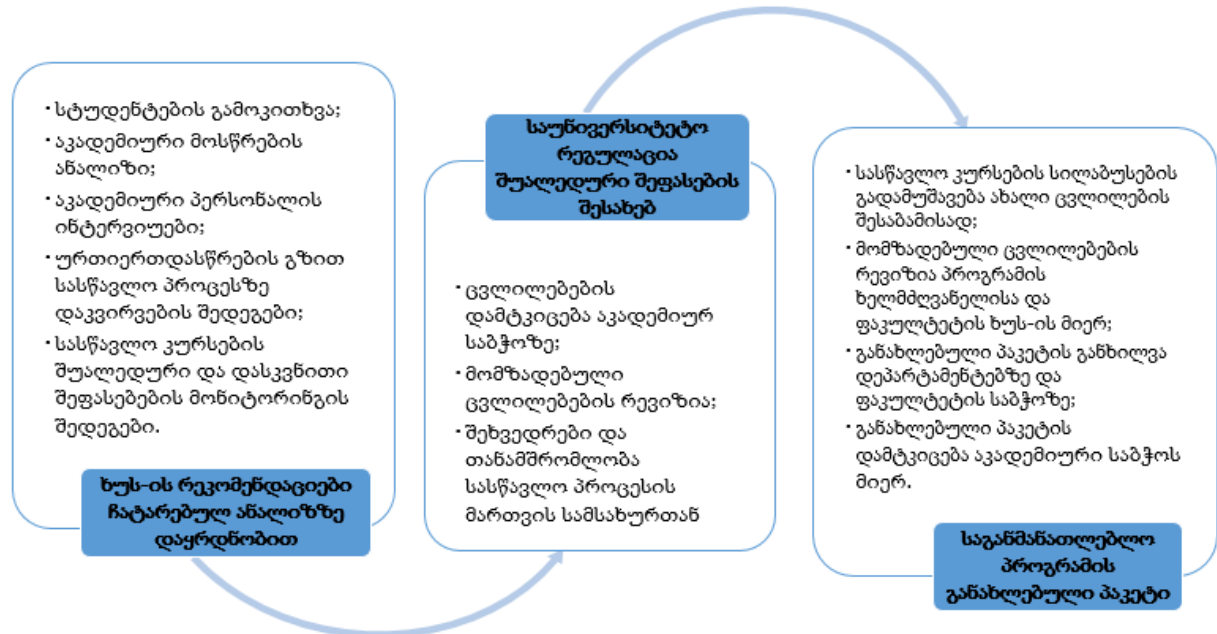 · სტუდენტების გამოკითხვა;
· აკადემიური მოსწრების
ანალიზი;
· აკადემიური პერსონალის
ინტერვიუები;
· ურთიერთდასწრების გზით
სასწავლო პროცესზე
დაკვირვების შედეგები;
· სასწავლო კურსების
შუალედური და დასკვნითი
შეფასებების მონიტორინგის
შედეგები.
ხუს-ის რეკომენდაციები
ჩატარებულ ანალიზზე
დაყრდნობით
საუნივერსიტეტო
რეგულაცია
შუალედური შეფასების
შესახებ
· ცვლილებების
დამტკიცება აკადემიურ
საბჭოზე;
· მომზადებული
ცვლილებების რევიზია;
· შეხვედრები და
თანამშრომლობა
სასწავლო პროცესის
მართვის სამსახურთან
· სასწავლო კურსების სილაბუსების
გადამუშავება ახალი ცვლილების
შესაბამისად;
· მომზადებული ცვლილებების
რევიზია პროგრამის
ხელმძღვანელისა და
ფაკულტეტის ხუს-ის მიერ;
· განახლებული პაკეტის განხილვა
დეპარტამენტებზე და
ფაკულტეტის საბჭოზე;
· განახლებული პაკეტის
დამტკიცება აკადემიური საბჭოს
მიერ.
საგანმანათლებლო
პროგრამის
განახლებული პაკეტი